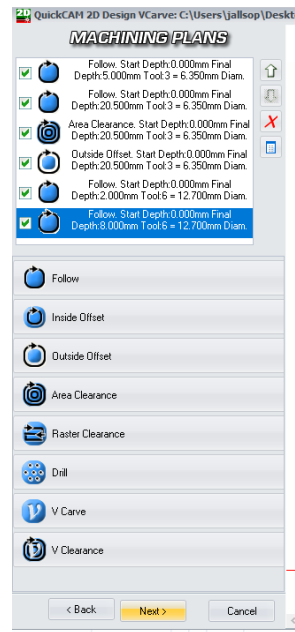 QuickCAM 2D Design VCarve: C:\Users\jallsop\Deskt
MACHINING PLANS
Follow. Start Depth:0.000mm Final
Depth:5.000mm Tool:3 = 6.350mm Diam.
Follow. Start Depth:0.000mm Final
Depth:20.500mm Tool:3 = 6.350mm Diam.
Area Clearance. Start Depth:0.000mm Final
Depth:20.500mm Tool:3 = 6.350mm Diam.
Outside Offset. Start Depth:0.000mm Final
Depth:20.500mm Tool:3 = 6.350mm Diam.
Follow. Start Depth:0.000mm Final
Depth:2.000mm Tool:6 = 12.700mm Diam.
Follow. Start Depth:0.000mm Final
Depth:8.000mm Tool:6 = 12.700mm Diam.
Follow
Inside Offset
Outside Offset
Area Clearance
Raster Clearance
Drill
V Carve
V Clearance
< Back Next > Cancel